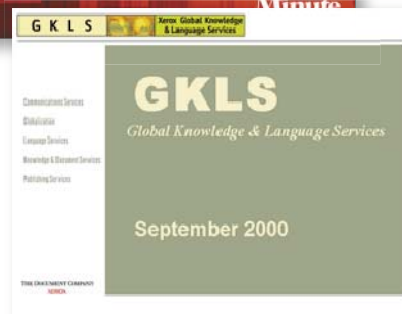 Minute
G K L S
Xerox Global Knowledge
& Language Services
Communications Services
Globalization
Language Services
Knowledge & Document Services
Publishing Services
GKLS
Global Knowledge & Language Services
September 2000
THE DOCUMENT COMPANY
XEROX